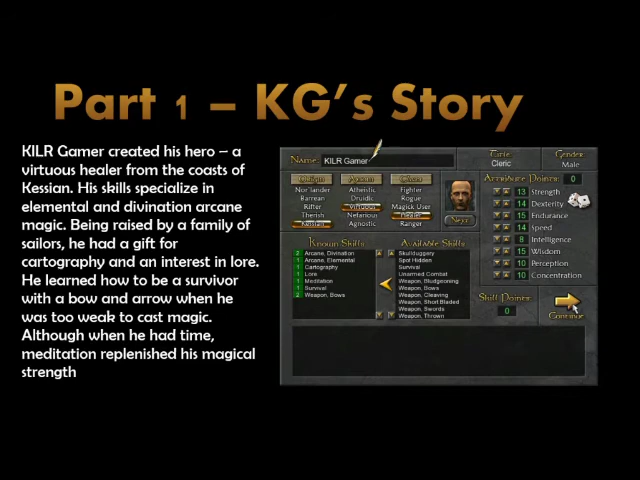 Part 1 – KG's Story
KILR Gamer created his hero – a
virtuous healer from the coasts of
Kessian. His skills specialize in
elemental and divination arcane
magic. Being raised by a family of
sailors, he had a gift for
cartography and an interest in lore.
He learned how to be a survivor
with a bow and arrow when he
was too weak to cast magic.
Although when he had time,
meditation replenished his magical
strength
Name: KILR Gamer
Title
Cleric
Gender
Male
Origin
Nor'lander
Barrean
Rifter
Therish
Kessian
Axiom
Atheistic
Druidic
Virtuous
Nefarious
Agnostic
Class
Fighter
Rogue
Magick User
Healer
Ranger
Next
Attribute Points: 0
13 Strength
14 Dexterity
15 Endurance
14 Speed
8 Intelligence
15 Wisdom
10 Perception
10 Concentration
Known Skills
2 Arcane, Divination
1 Arcane, Elemental
1 Cartography
1 Lore
1 Meditation
1 Survival
2 Weapon, Bows
Available Skills
Skullduggery
Spot Hidden
Survival
Unarmed Combat
Weapon, Bludgeoning
Weapon, Bows
Weapon, Cleaving
Weapon, Short Bladed
Weapon, Swords
Weapon, Thrown
Skill Points:
0
Continue